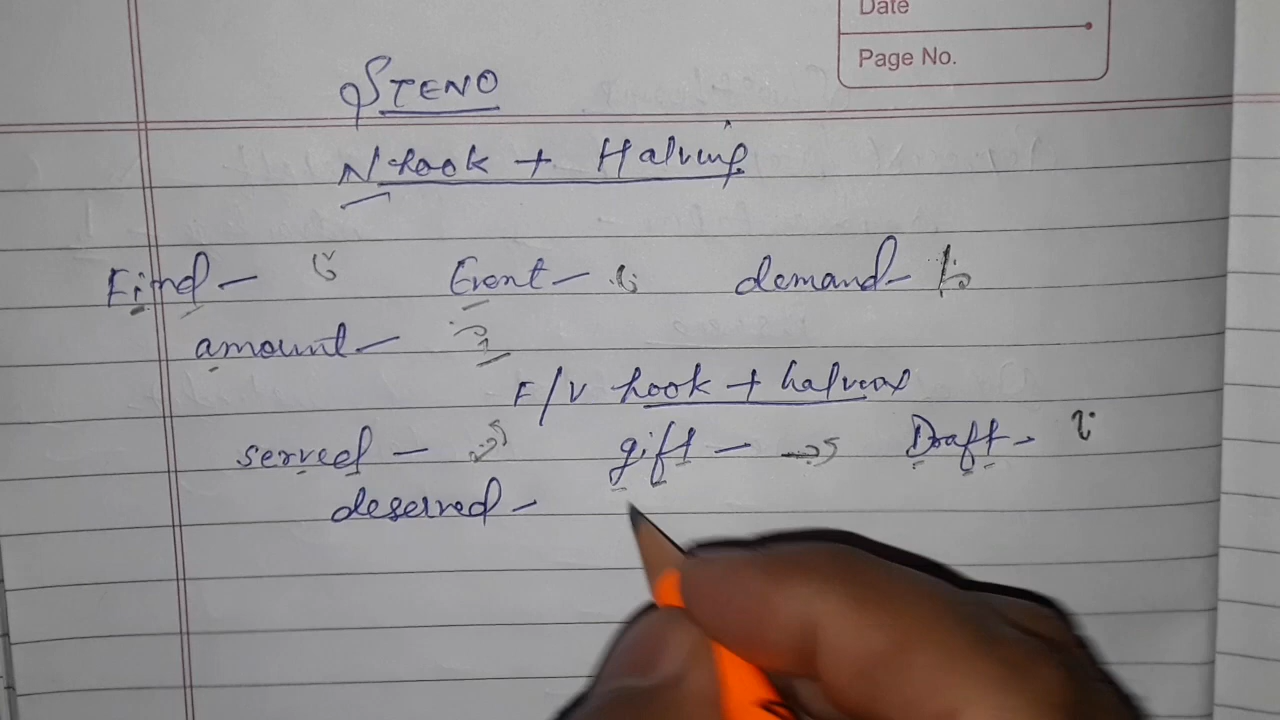 Date
Page No.
STENO
N hook + Halving
Find - Event - demand -
amount -
F/V hook + halving
served - gift - Draft -
deserved -